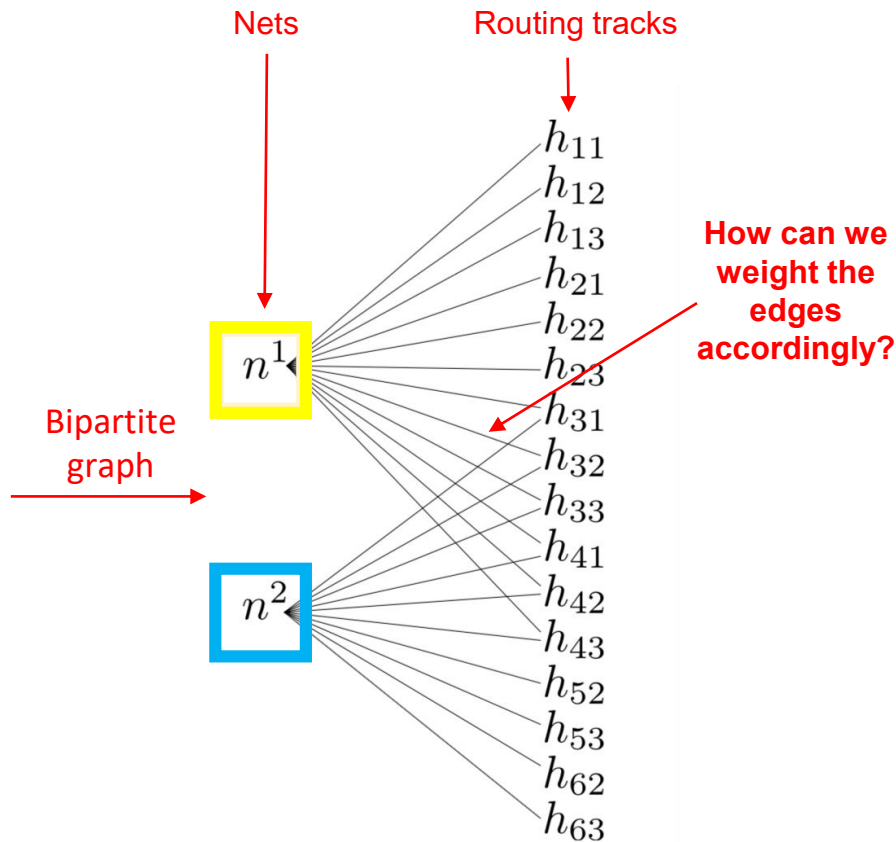 Nets
Routing tracks
h₁₁
h₁₂
h₁₃
h₂₁
h₂₂
h₂₃
h₃₁
h₃₂
h₃₃
h₄₁
h₄₂
h₄₃
h₅₂
h₅₃
h₆₂
h₆₃
n¹
n²
Bipartite
graph
How can we
weight the
edges
accordingly?